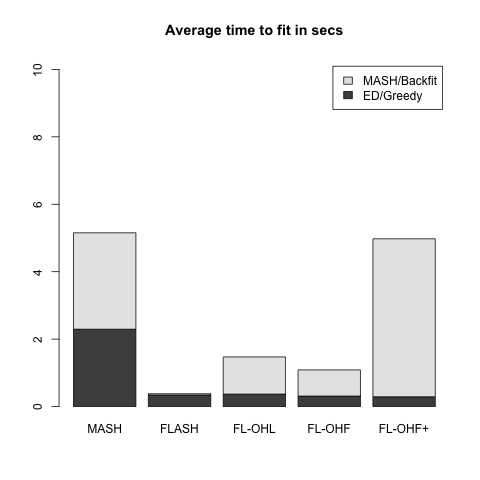 Average time to fit in secs
MASH/Backfit
ED/Greedy
10
8
6
4
2
0
MASH FLASH FL-OHL FL-OHF FL-OHF+